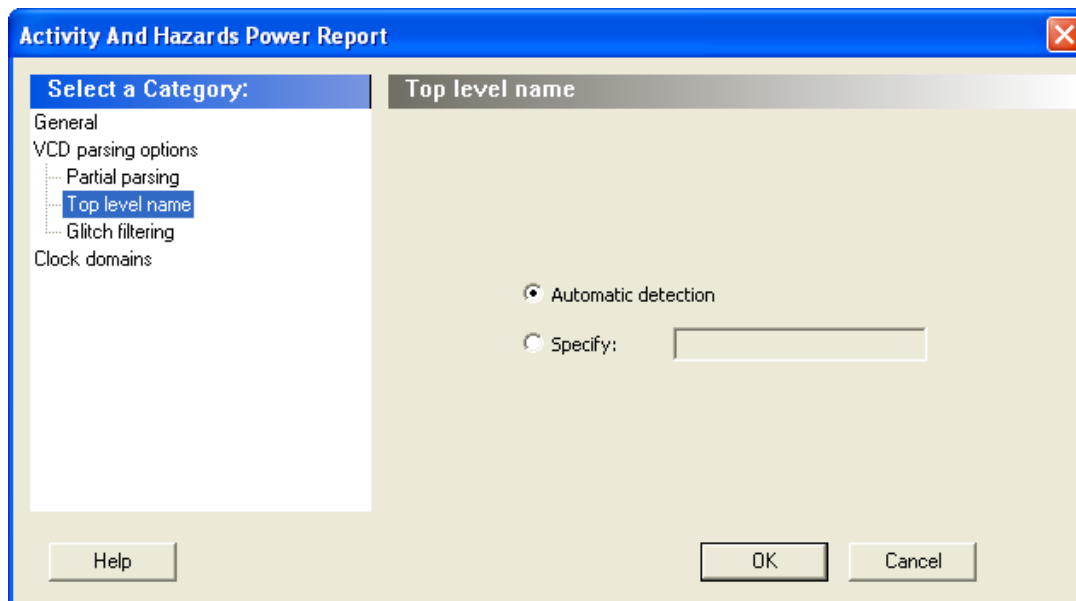 Activity And Hazards Power Report
Select a Category:
General
VCD parsing options
Partial parsing
Top level name
Glitch filtering
Clock domains
Top level name
Automatic detection
Specify:
Help
OK
Cancel